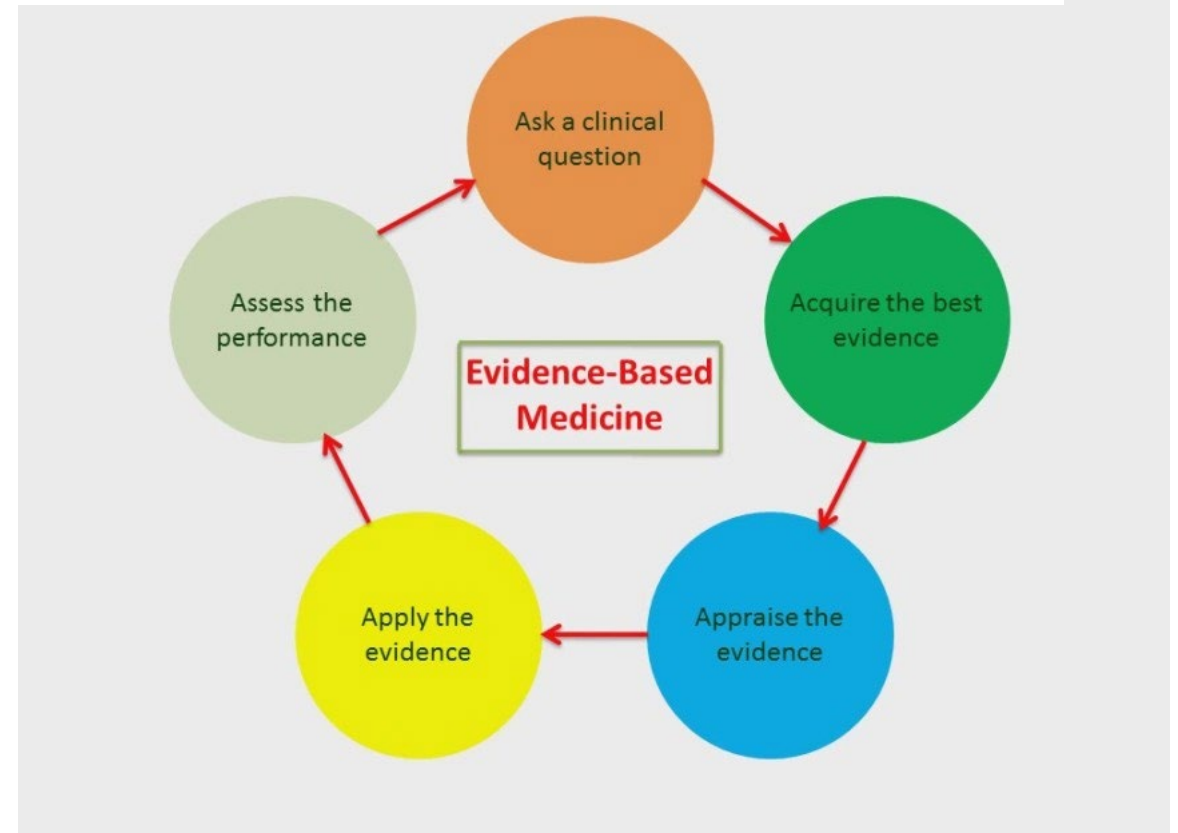 Ask a clinical
question
Acquire the best
evidence
Appraise the
evidence
Apply the
evidence
Assess the
performance
Evidence-Based
Medicine